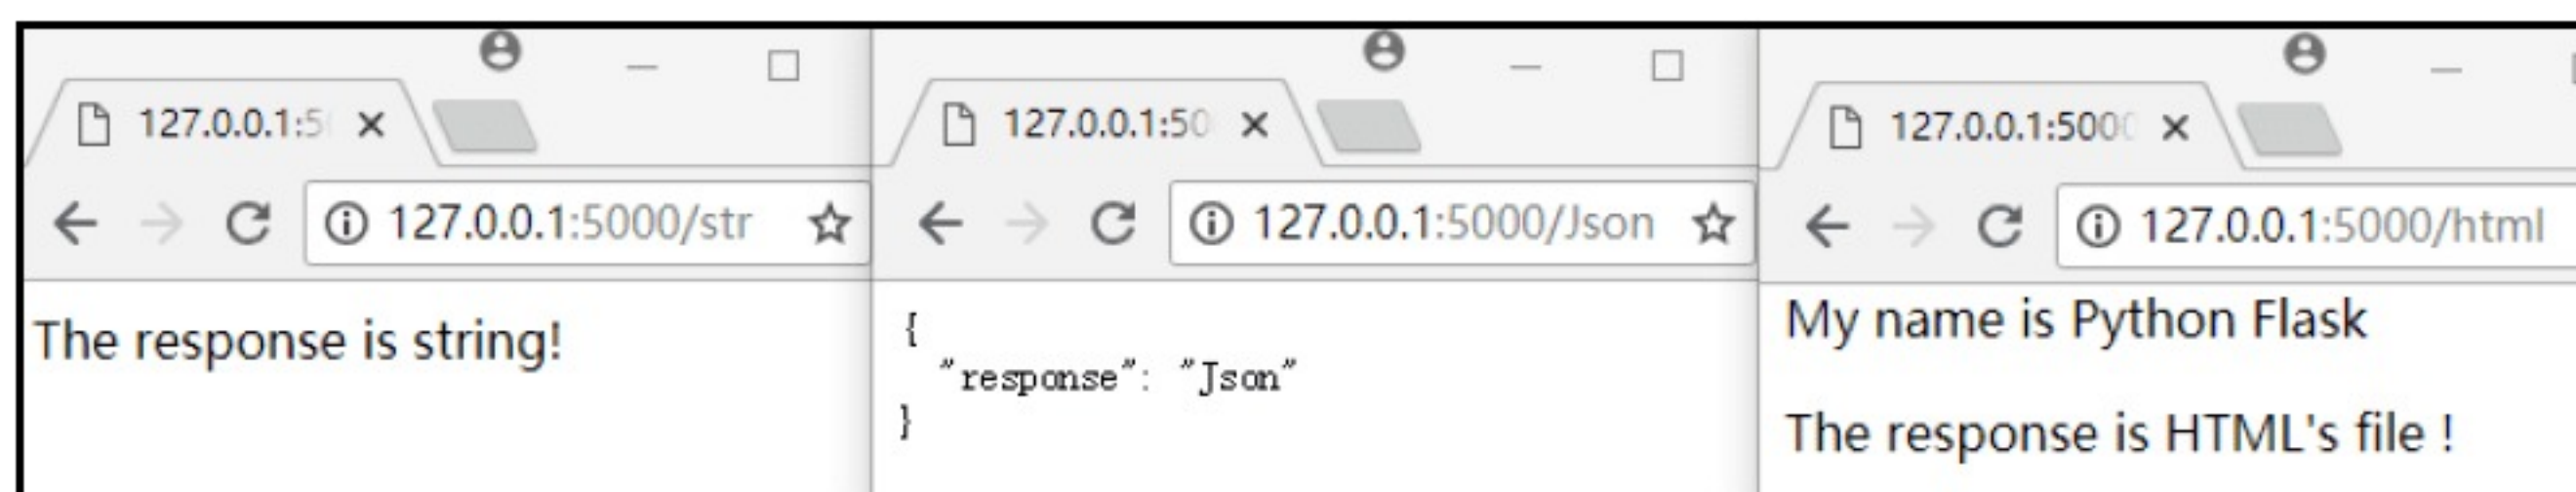 127.0.0.1:5
127.0.0.1:5000/str
The response is string!
127.0.0.1:50
127.0.0.1:5000/Json
{
"response": "Json"
}
127.0.0.1:500
127.0.0.1:5000/html
My name is Python Flask
The response is HTML's file !